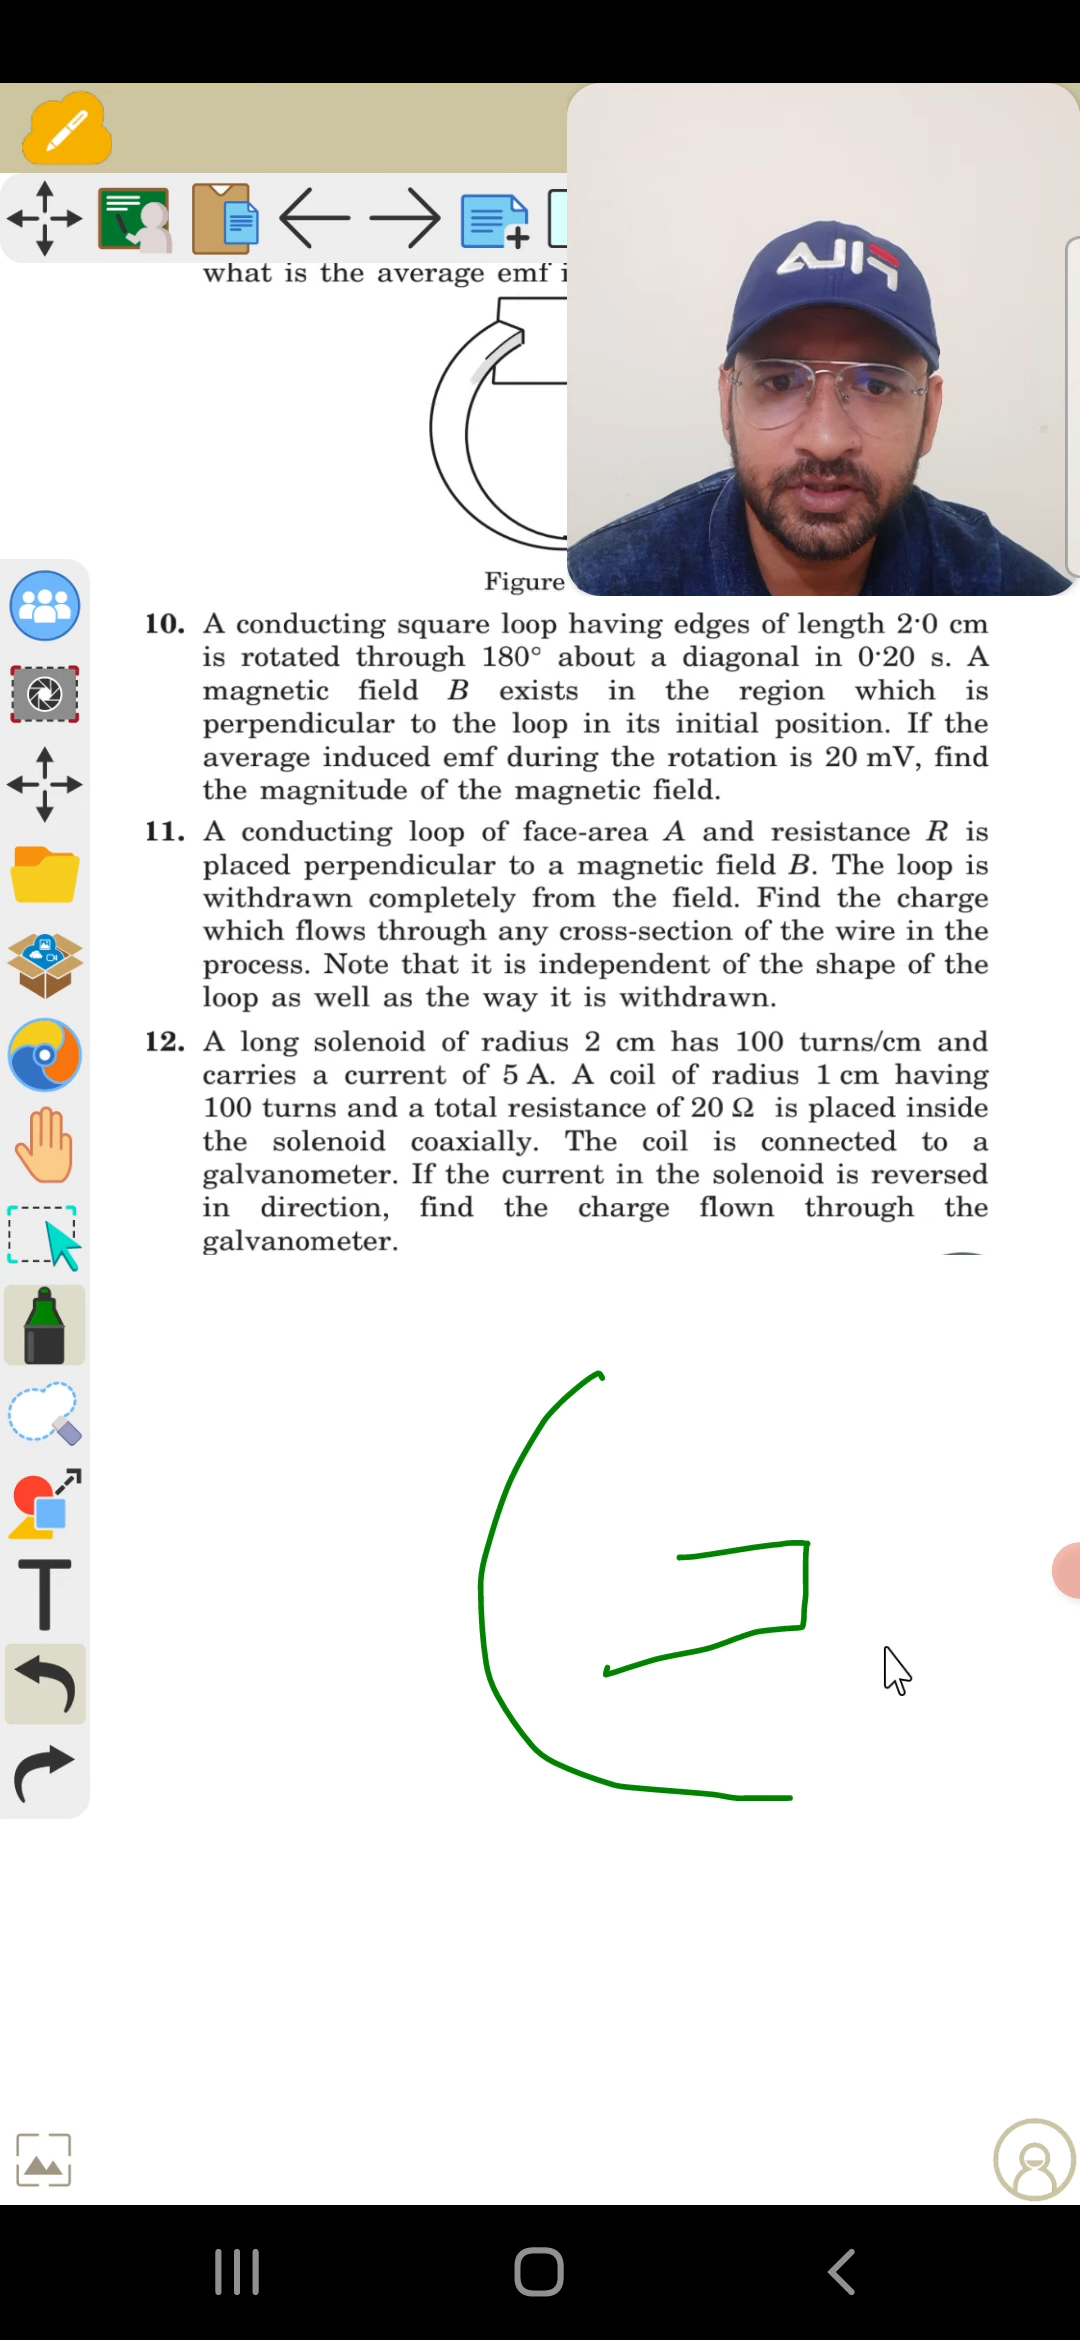 AIR
what is the average emf
Figure
10. A conducting square loop having edges of length 2·0 cm
is rotated through 180° about a diagonal in 0·20 s. A
magnetic field B exists in the region which is
perpendicular to the loop in its initial position. If the
average induced emf during the rotation is 20 mV, find
the magnitude of the magnetic field.
11. A conducting loop of face-area A and resistance R is
placed perpendicular to a magnetic field B. The loop is
withdrawn completely from the field. Find the charge
which flows through any cross-section of the wire in the
process. Note that it is independent of the shape of the
loop as well as the way it is withdrawn.
12. A long solenoid of radius 2 cm has 100 turns/cm and
carries a current of 5 A. A coil of radius 1 cm having
100 turns and a total resistance of 20 Ω is placed inside
the solenoid coaxially. The coil is connected to a
galvanometer. If the current in the solenoid is reversed
in direction, find the charge flown through the
galvanometer.
T